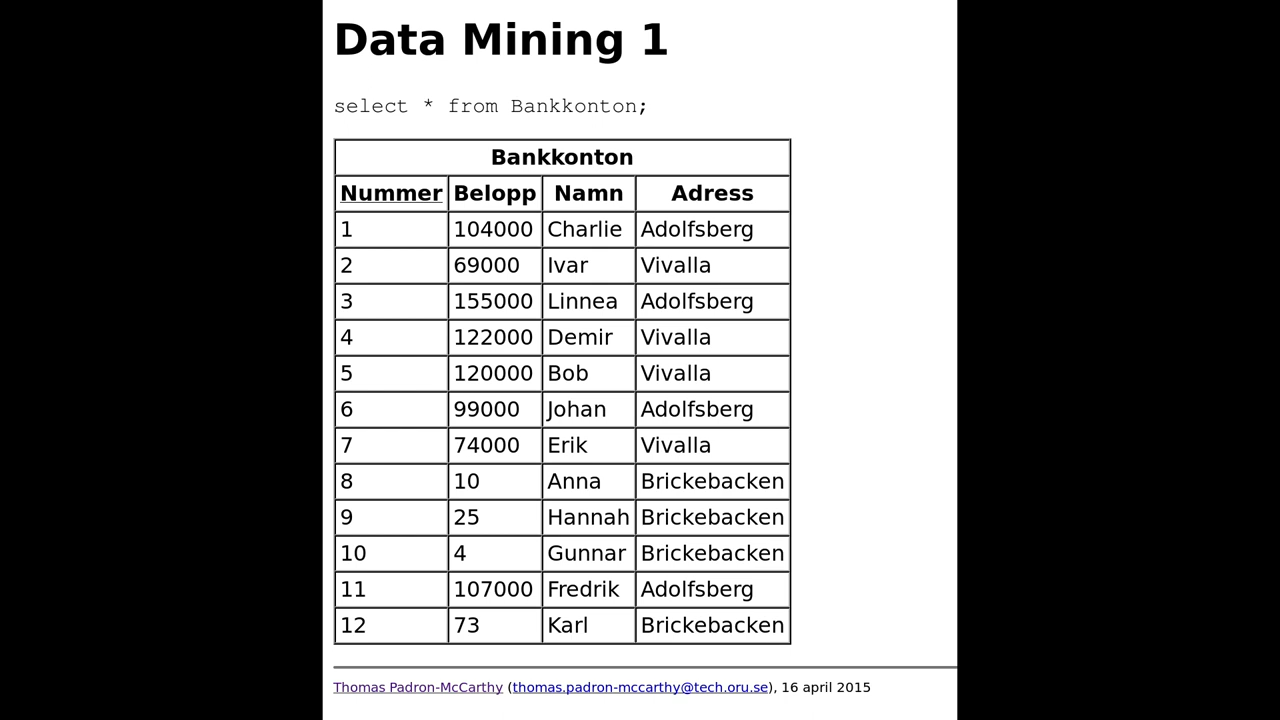 Data Mining 1
select * from Bankkonton;
Bankkonton
Nummer Belopp Namn Adress
1 104000 Charlie Adolfsberg
2 69000 Ivar Vivalla
3 155000 Linnea Adolfsberg
4 122000 Demir Vivalla
5 120000 Bob Vivalla
6 99000 Johan Adolfsberg
7 74000 Erik Vivalla
8 10 Anna Brickebacken
9 25 Hannah Brickebacken
10 4 Gunnar Brickebacken
11 107000 Fredrik Adolfsberg
12 73 Karl Brickebacken
Thomas Padron-McCarthy (thomas.padron-mccarthy@tech.oru.se), 16 april 2015